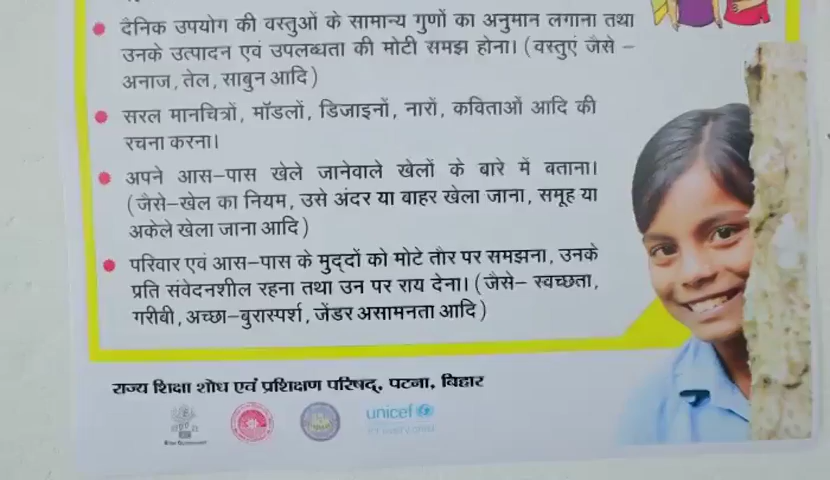 दैनिक उपयोग की वस्तुओं के सामान्य गुणों का अनुमान लगाना तथा
उनके उत्पादन एवं उपलब्धता की मोटी समझ होना। (वस्तुएं जैसे –
अनाज, तेल, साबुन आदि)
सरल मानचित्रों, मॉडलों, डिजाइनों, नारों, कविताओं आदि की
रचना करना।
अपने आस-पास खेले जानेवाले खेलों के बारे में बताना।
(जैसे-खेल का नियम, उसे अंदर या बाहर खेला जाना, समूह या
अकेले खेला जाना आदि)
परिवार एवं आस-पास के मुद्दों को मोटे तौर पर समझना, उनके
प्रति संवेदनशील रहना तथा उन पर राय देना। (जैसे- स्वच्छता,
गरीबी, अच्छा-बुरास्पर्श, जेंडर असामनता आदि)
राज्य शिक्षा शोध एवं प्रशिक्षण परिषद्, पटना, बिहार
unicef